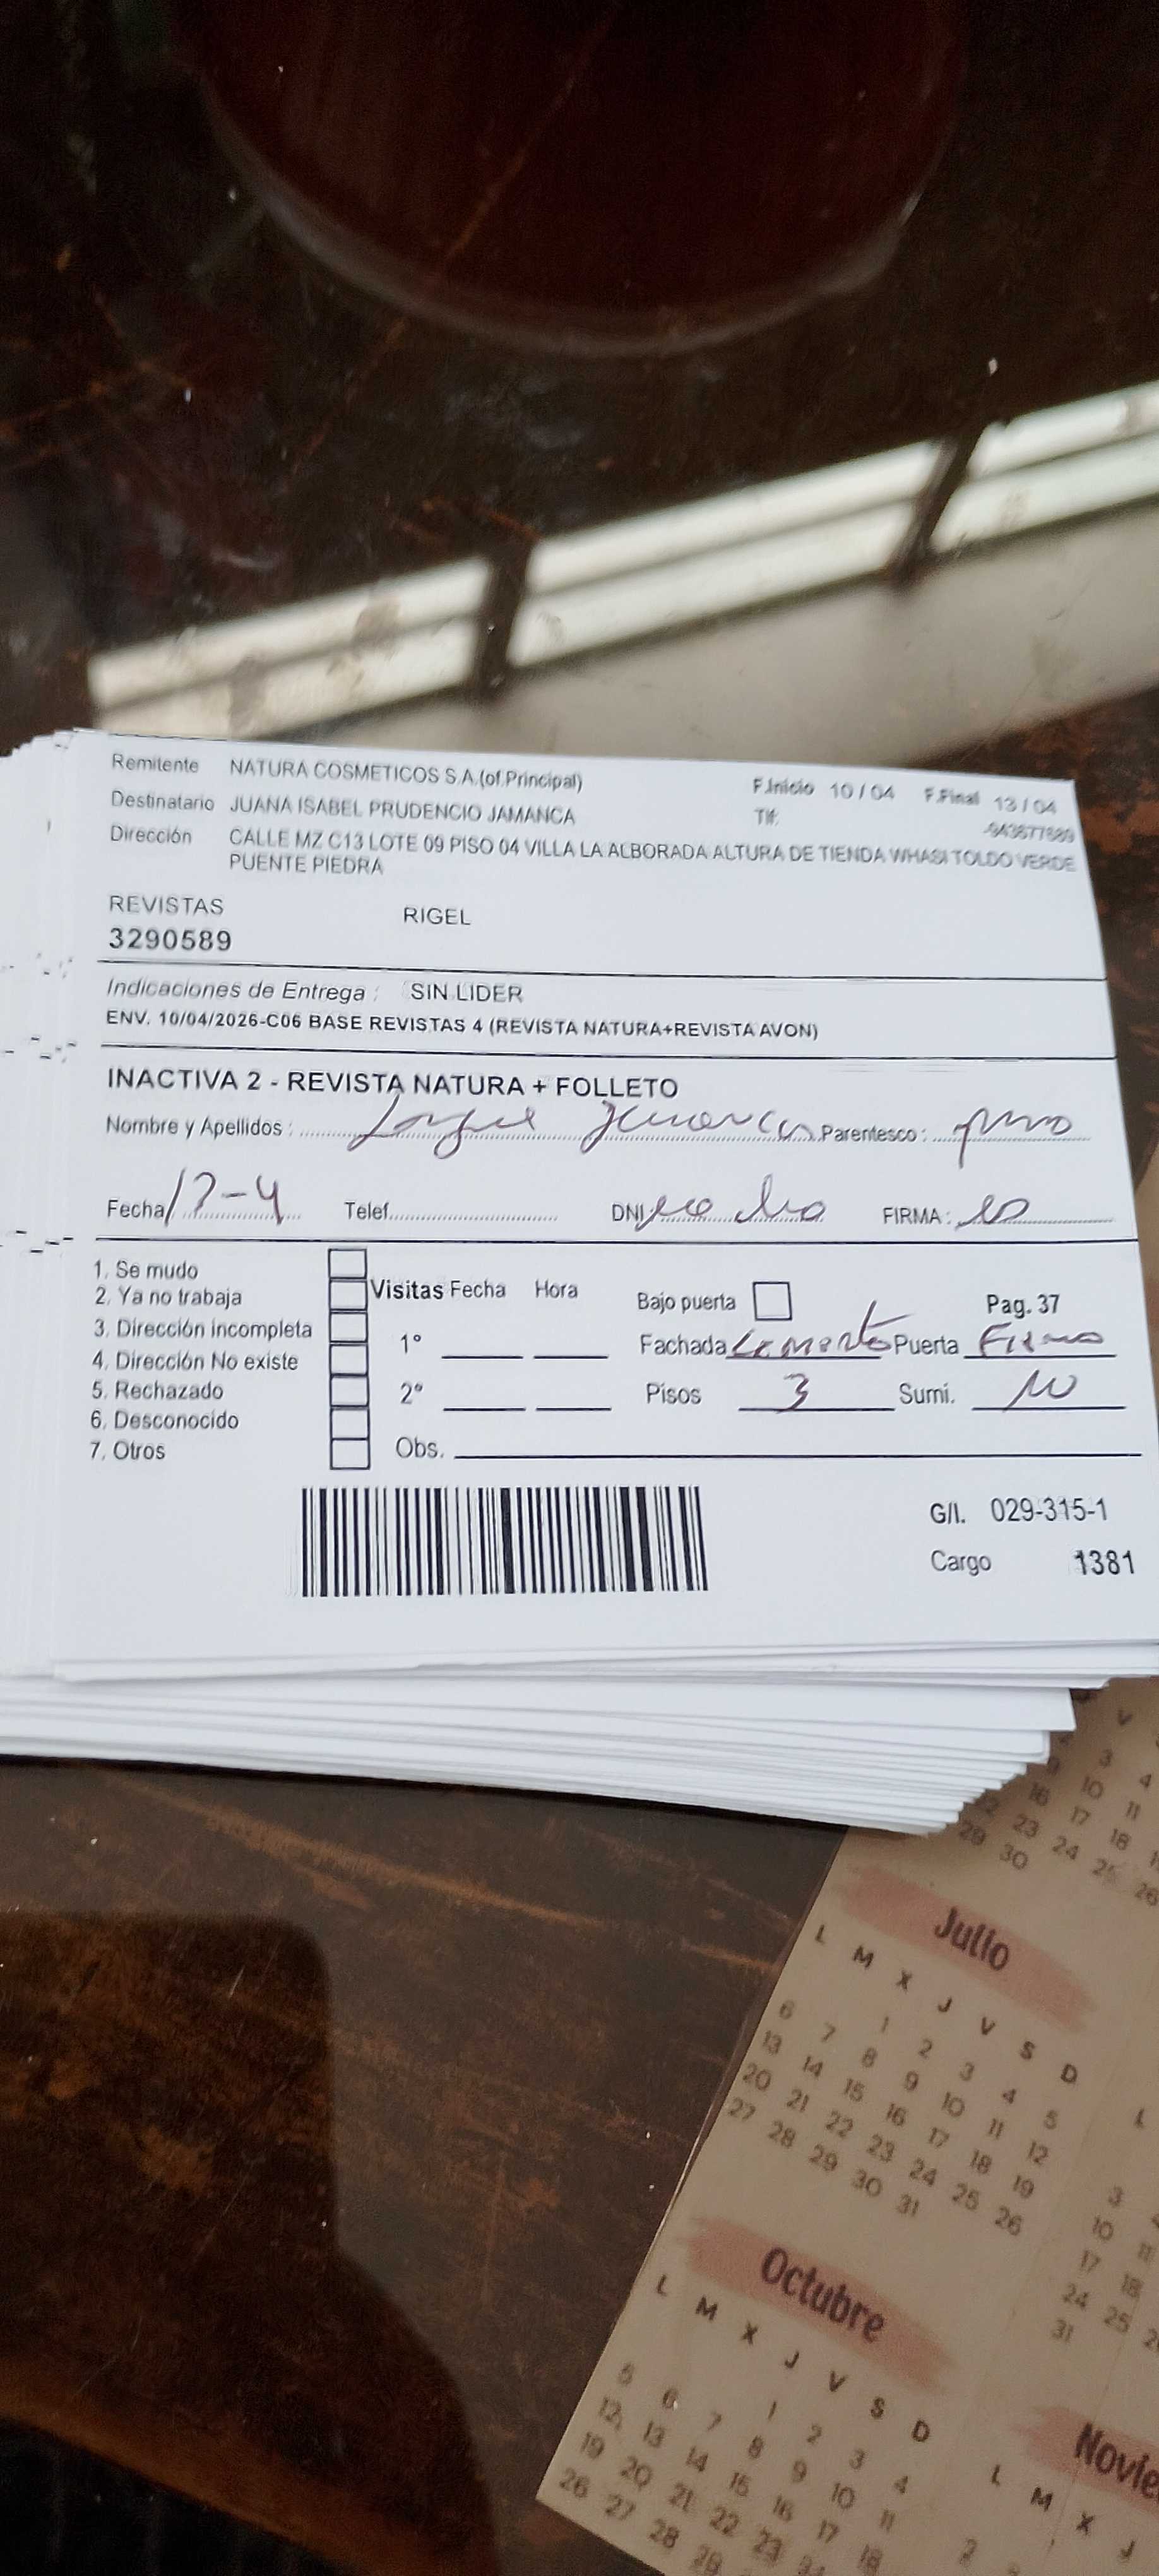 Remitente NATURA COSMETICOS S.A.(of.Principal) F.Inicio 10/04 F.Final 13/04
Destinatario JUANA ISABEL PRUDENCIO JAMANCA Tlf:
Dirección CALLE MZ C13 LOTE 09 PISO 04 VILLA LA ALBORADA ALTURA DE TIENDA WHASI TOLDO VERDE
PUENTE PIEDRA
REVISTAS RIGEL
3290589
Indicaciones de Entrega : SIN LIDER
ENV. 10/04/2026-C06 BASE REVISTAS 4 (REVISTA NATURA+REVISTA AVON)
INACTIVA 2 - REVISTA NATURA + FOLLETO
Nombre y Apellidos : Parentesco :
Fecha Telef. DNI FIRMA :
1. Se mudo
2. Ya no trabaja
3. Dirección incompleta
4. Dirección No existe
5. Rechazado
6. Desconocido
7. Otros
Visitas Fecha Hora
1°
2°
Obs.
Bajo puerta Pag. 37
Fachada Cemento Puerta Fierro
Pisos 3 Sumi.
G/I. 029-315-1
Cargo 1381
Julio
L M X J V S D
1 2 3 4 5
6 7 8 9 10 11 12
13 14 15 16 17 18 19
20 21 22 23 24 25 26
27 28 29 30 31
Octubre
L M X J V S D
1 2 3 4
5 6 7 8 9 10 11
12 13 14 15 16 17 18
19 20 21 22 23 24
26 27 28 29